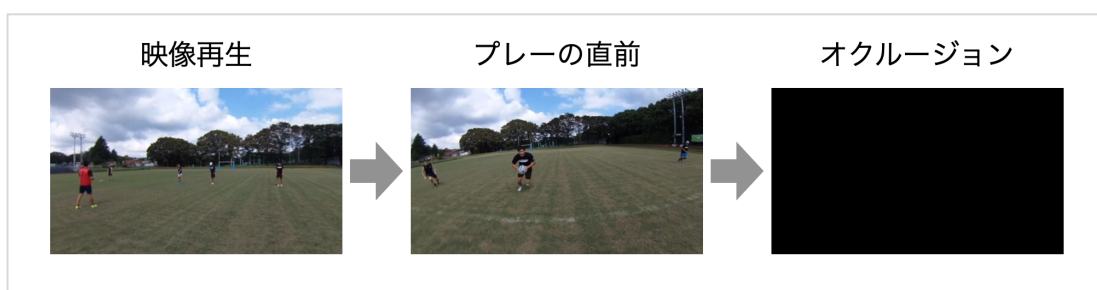 映像再生
プレーの直前
オクルージョン